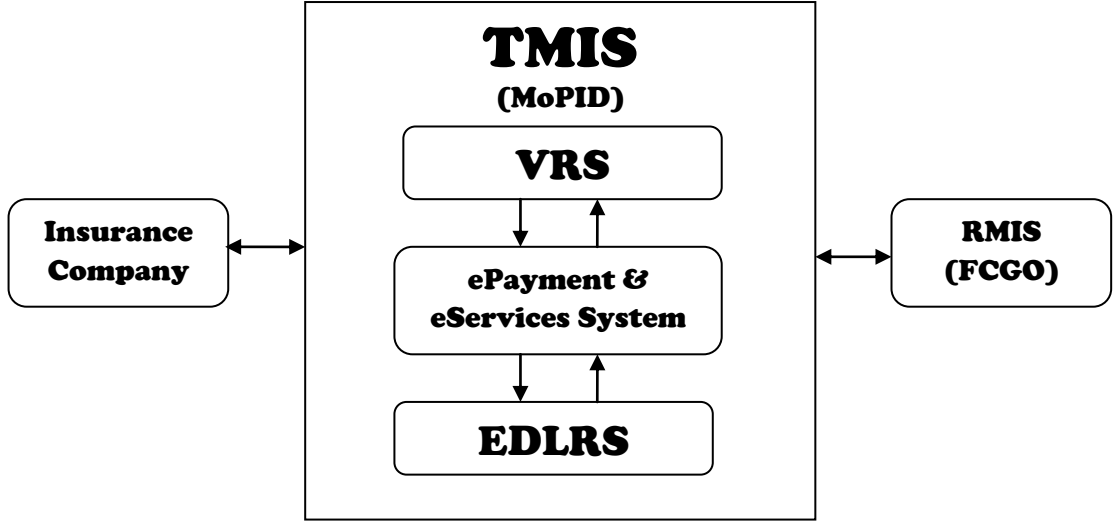 TMIS
(MoPID)
VRS
Insurance
Company
ePayment &
eServices System
RMIS
(FCGO)
EDLRS